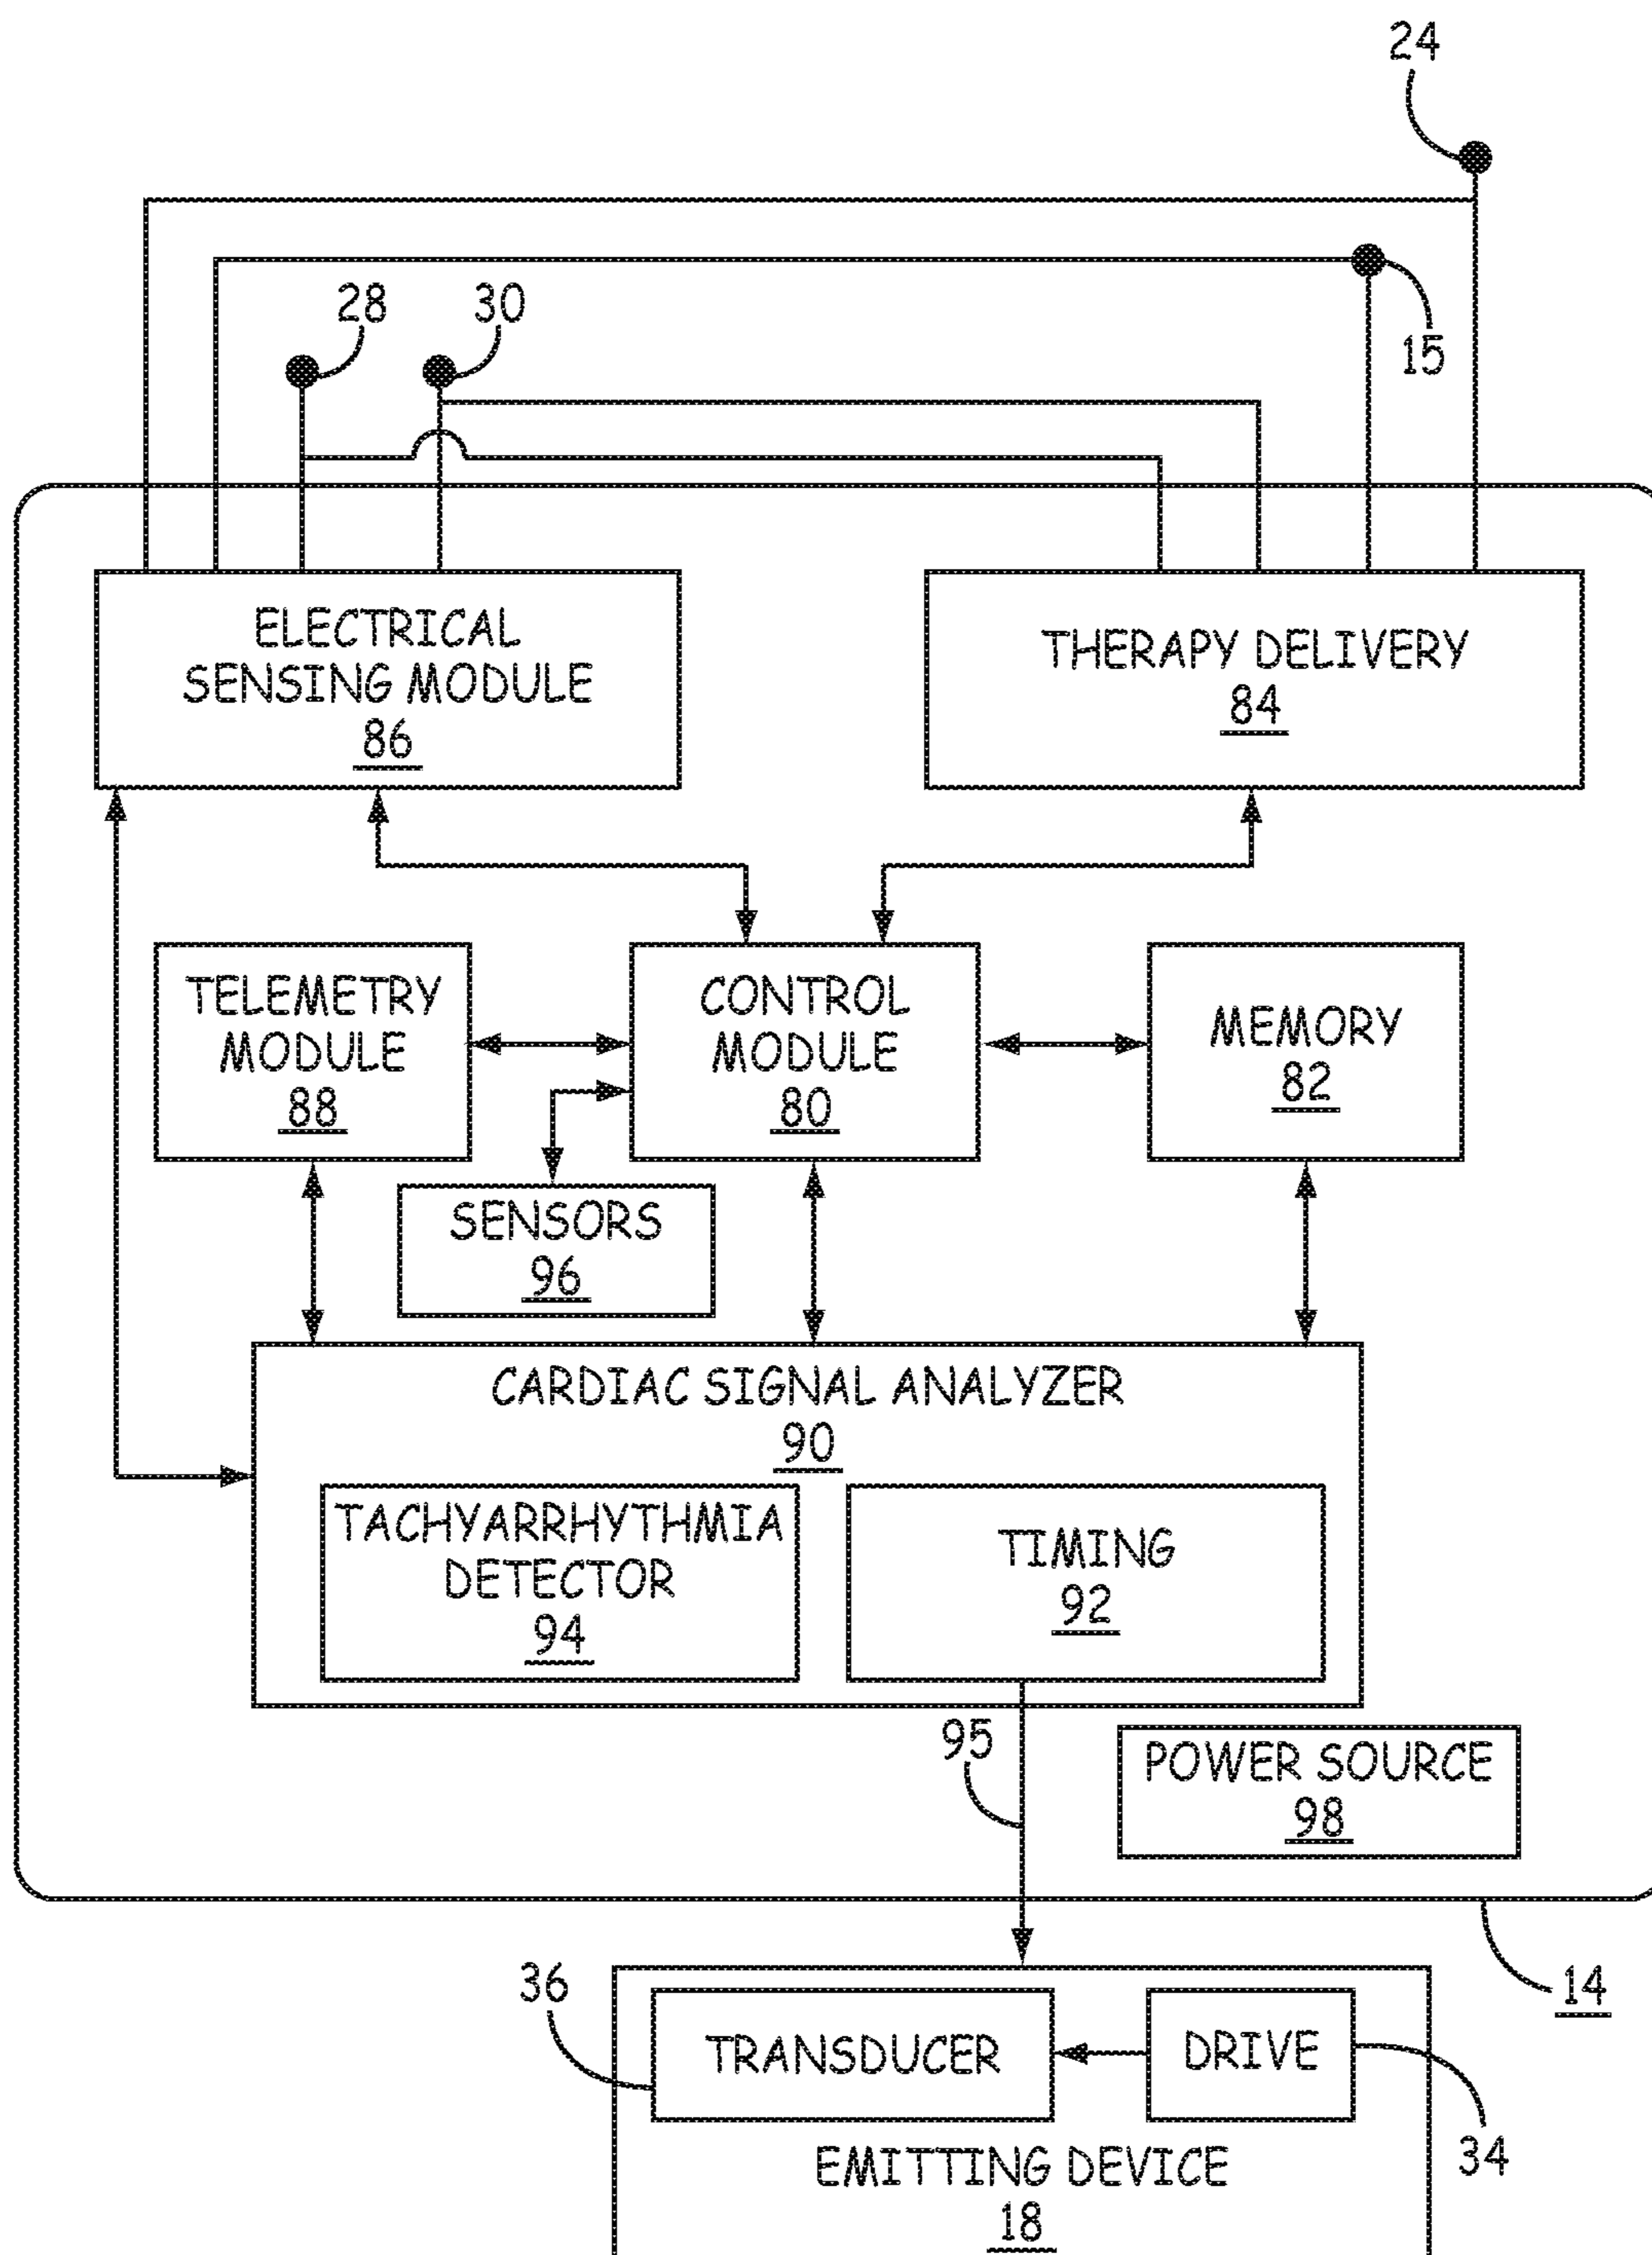 24
28
30
15
ELECTRICAL
SENSING MODULE
86
THERAPY DELIVERY
84
TELEMETRY
MODULE
88
CONTROL
MODULE
80
MEMORY
82
SENSORS
96
CARDIAC SIGNAL ANALYZER
90
TACHYARRHYTHMIA
DETECTOR
94
TIMING
92
95
POWER SOURCE
98
14
36
TRANSDUCER
DRIVE
34
EMITTING DEVICE
18